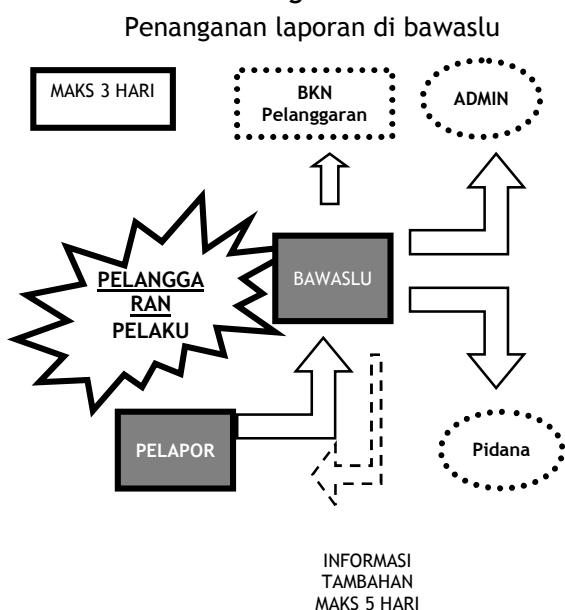 Penanganan laporan di bawaslu
MAKS 3 HARI
BKN
Pelanggaran
ADMIN
PELANGGA
RAN
PELAKU
BAWASLU
PELAPOR
Pidana
INFORMASI
TAMBAHAN
MAKS 5 HARI